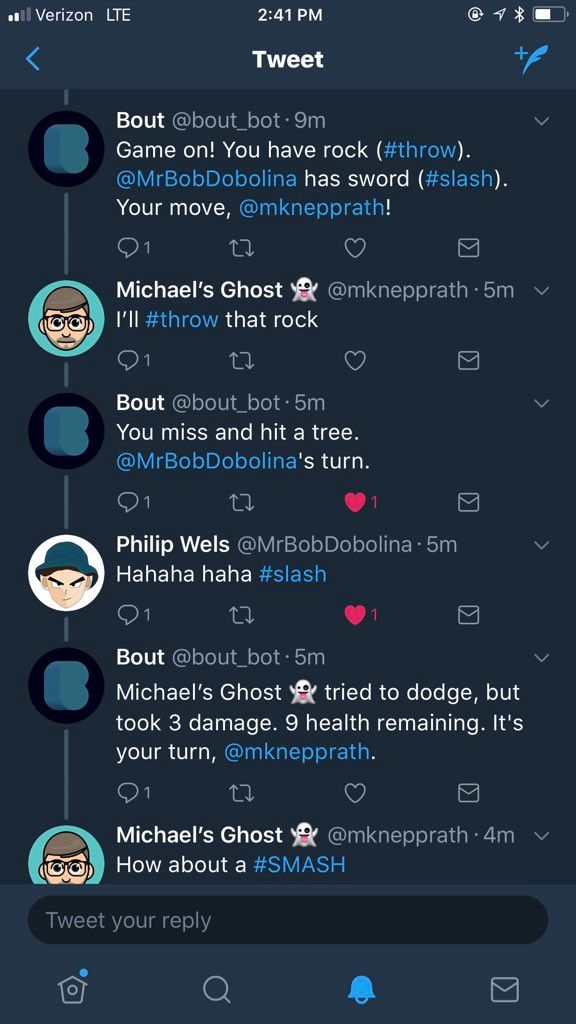 Verizon LTE 2:41 PM
Tweet
Bout @bout_bot · 9m
Game on! You have rock (#throw).
@MrBobDobolina has sword (#slash).
Your move, @mknepprath!
1
Michael’s Ghost 👻 @mknepprath · 5m
I’ll #throw that rock
1
Bout @bout_bot · 5m
You miss and hit a tree.
@MrBobDobolina's turn.
1 1
Philip Wels @MrBobDobolina · 5m
Hahaha haha #slash
1 1
Bout @bout_bot · 5m
Michael’s Ghost 👻 tried to dodge, but
took 3 damage. 9 health remaining. It's
your turn, @mknepprath.
1
Michael’s Ghost 👻 @mknepprath · 4m
How about a #SMASH
Tweet your reply